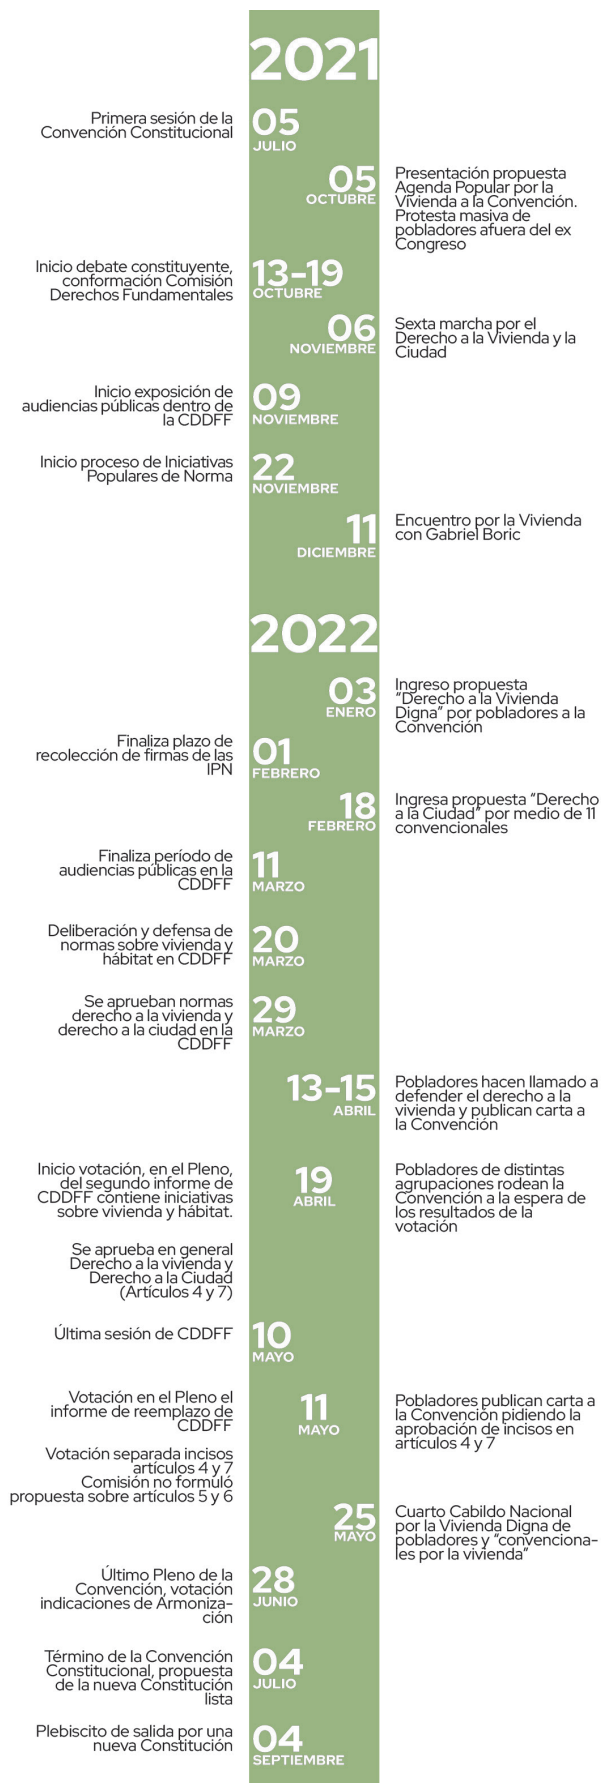 2021
Primera sesión de la
Convención Constitucional
05
JULIO
05
OCTUBRE
Presentación propuesta
Agenda Popular por la
Vivienda a la Convención.
Protesta masiva de
pobladores afuera del ex
Congreso
Inicio debate constituyente,
conformación Comisión
Derechos Fundamentales
13-19
OCTUBRE
06
NOVIEMBRE
Sexta marcha por el
Derecho a la Vivienda y la
Ciudad
Inicio exposición de
audiencias públicas dentro de
la CDDFF
09
NOVIEMBRE
Inicio proceso de Iniciativas
Populares de Norma
22
NOVIEMBRE
11
DICIEMBRE
Encuentro por la Vivienda
con Gabriel Boric
2022
03
ENERO
Ingreso propuesta
“Derecho a la Vivienda
Digna” por pobladores a la
Convención
Finaliza plazo de
recolección de firmas de las
IPN
01
FEBRERO
18
FEBRERO
Ingresa propuesta “Derecho
a la Ciudad” por medio de 11
convencionales
Finaliza período de
audiencias públicas en la
CDDFF
11
MARZO
Deliberación y defensa de
normas sobre vivienda y
hábitat en CDDFF
20
MARZO
Se aprueban normas
derecho a la vivienda y
derecho a la ciudad en la
CDDFF
29
MARZO
13-15
ABRIL
Pobladores hacen llamado a
defender el derecho a la
vivienda y publican carta a
la Convención
Inicio votación, en el Pleno,
del segundo informe de
CDDFF contiene iniciativas
sobre vivienda y hábitat.
Se aprueba en general
Derecho a la vivienda y
Derecho a la Ciudad
(Artículos 4 y 7)
19
ABRIL
Pobladores de distintas
agrupaciones rodean la
Convención a la espera de
los resultados de la
votación
Última sesión de CDDFF
10
MAYO
Votación en el Pleno el
informe de reemplazo de
CDDFF
Votación separada incisos
artículos 4 y 7
Comisión no formuló
propuesta sobre artículos 5 y 6
11
MAYO
Pobladores publican carta a
la Convención pidiendo la
aprobación de incisos en
artículos 4 y 7
25
MAYO
Cuarto Cabildo Nacional
por la Vivienda Digna de
pobladores y “convenciona-
les por la vivienda”
Último Pleno de la
Convención, votación
indicaciones de Armoniza-
ción
28
JUNIO
Término de la Convención
Constitucional, propuesta
de la nueva Constitución
lista
04
JULIO
Plebiscito de salida por una
nueva Constitución
04
SEPTIEMBRE